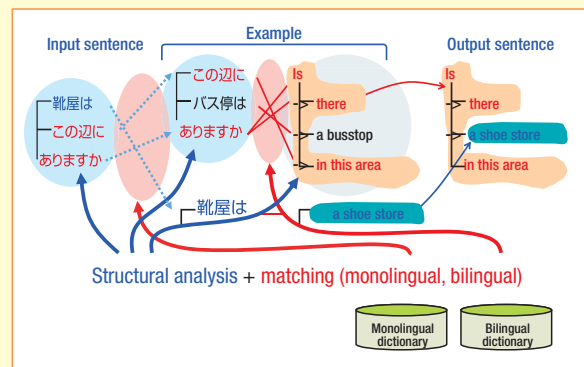 Input sentence
Example
Output sentence
靴屋は
この辺に
ありますか
この辺に
バス停は
ありますか
Is
there
a busstop
in this area
Is
there
a shoe store
in this area
靴屋は
a shoe store
Structural analysis + matching (monolingual, bilingual)
Monolingual
dictionary
Bilingual
dictionary